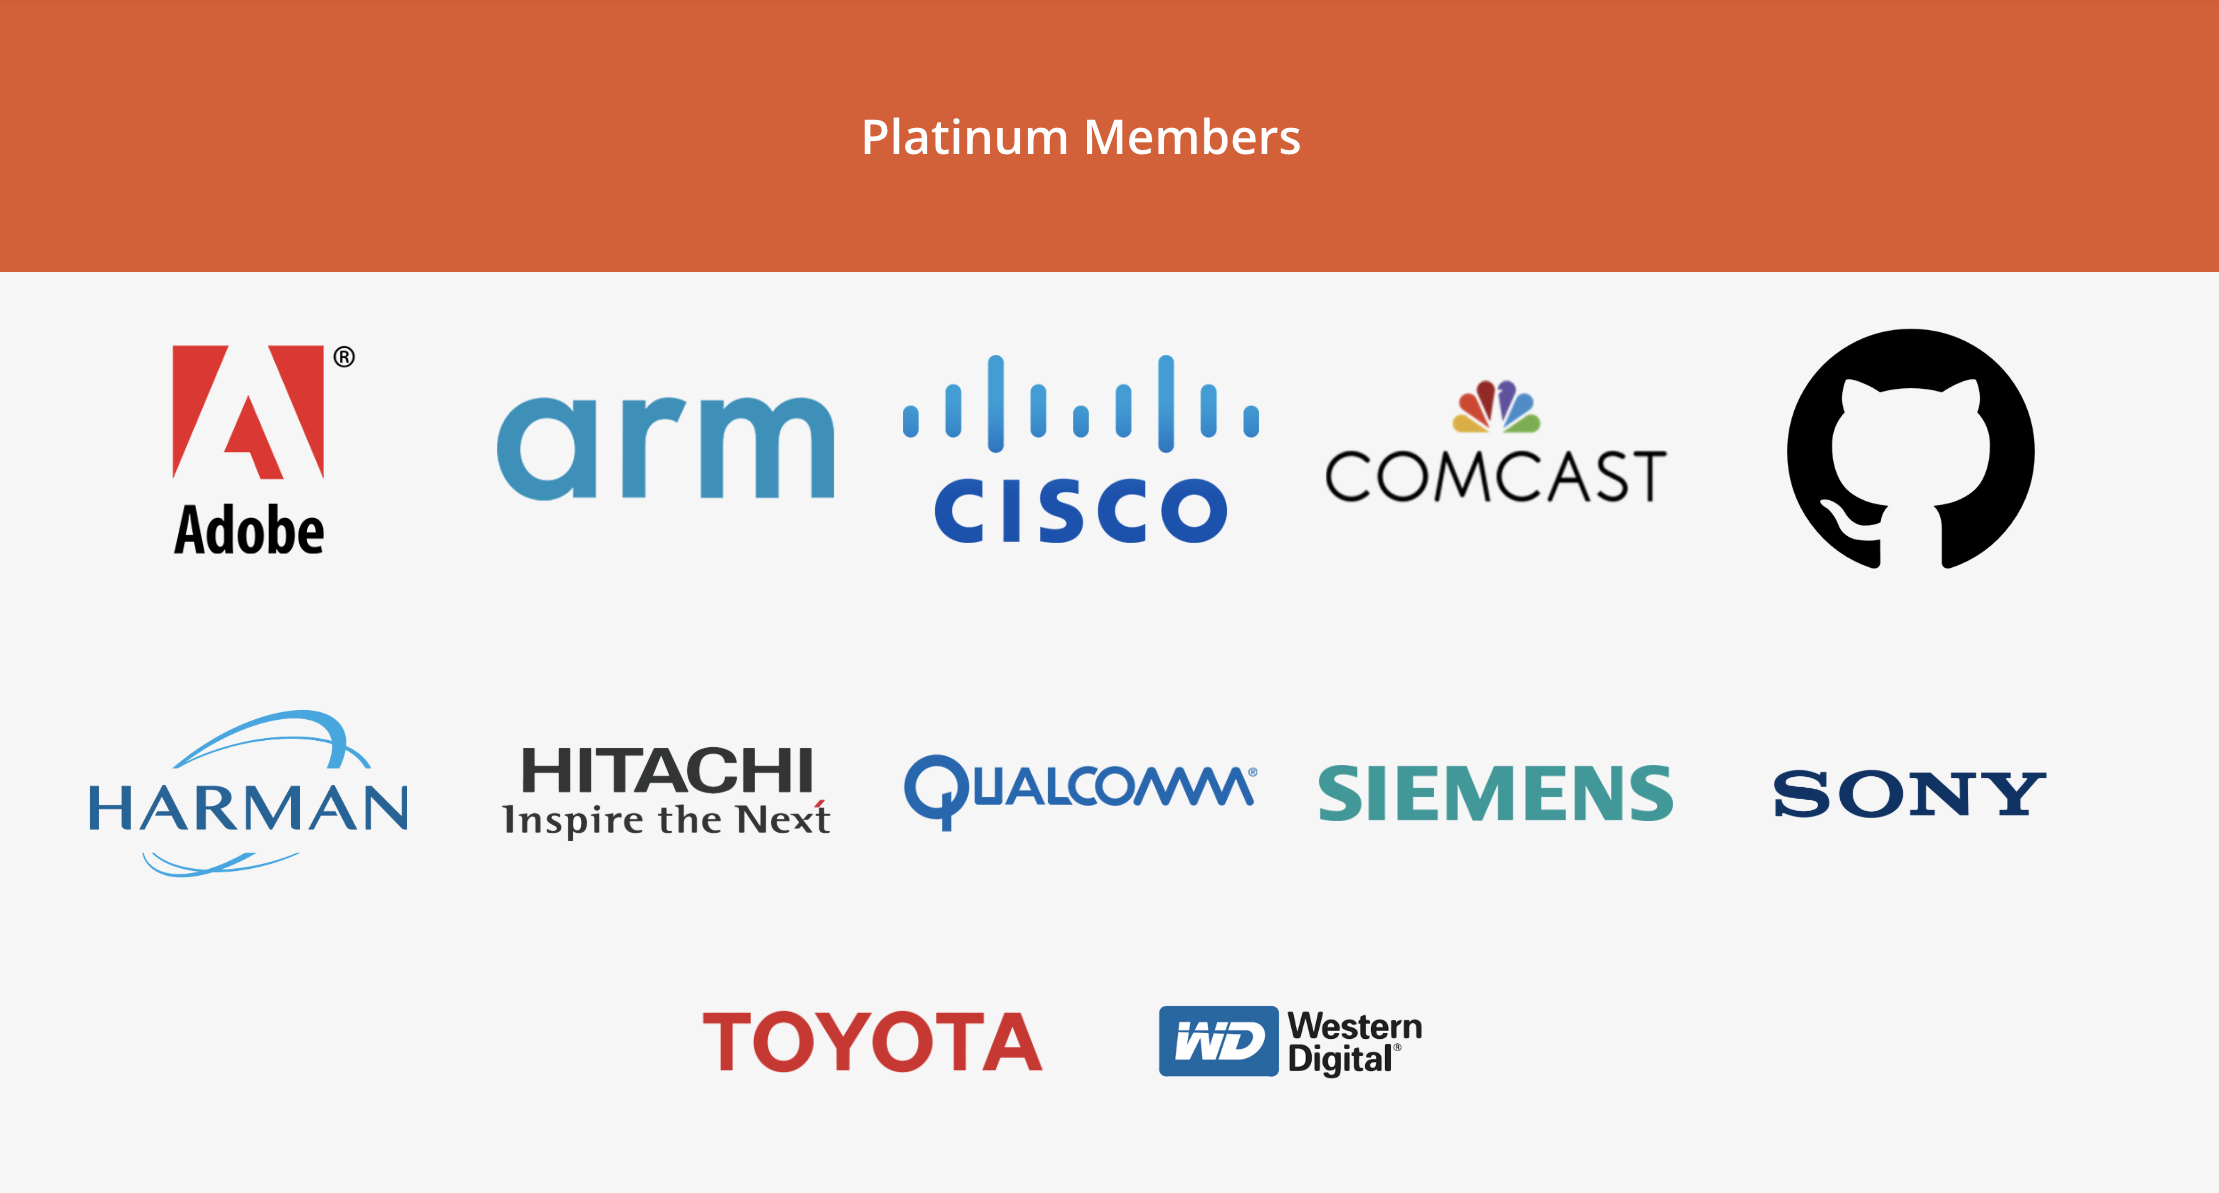 Platinum Members
®
Adobe
arm
CISCO
COMCAST
HARMAN
HITACHI
Inspire the Next
QUALCOMM®
SIEMENS
SONY
TOYOTA
WD
Western
Digital®